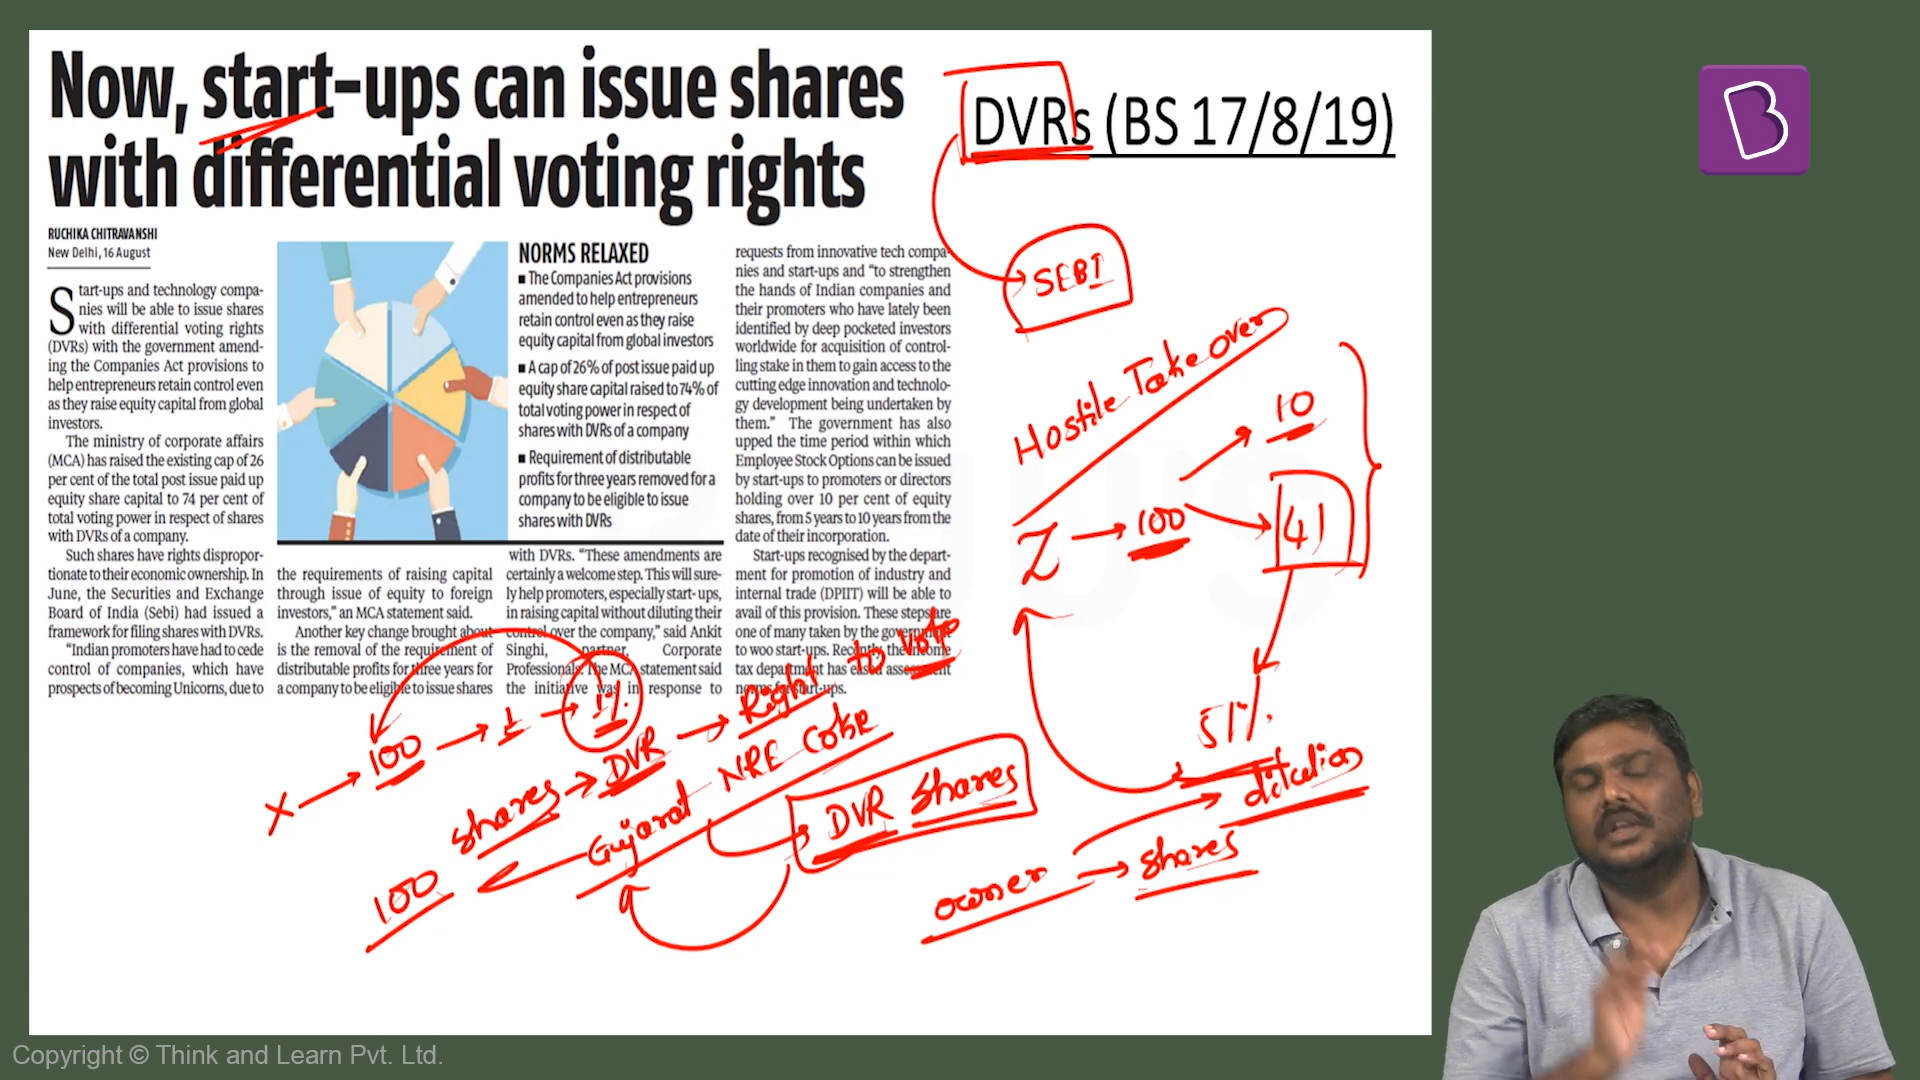 Now, start-ups can issue shares
with differential voting rights
DVRs (BS 17/8/19)
RUCHIKA CHITRAVANSHI
New Delhi, 16 August
Start-ups and technology compa-
nies will be able to issue shares
with differential voting rights
(DVRs) with the government amend-
ing the Companies Act provisions to
help entrepreneurs retain control even
as they raise equity capital from global
investors.
The ministry of corporate affairs
(MCA) has raised the existing cap of 26
per cent of the total post issue paid up
equity share capital to 74 per cent of
total voting power in respect of shares
with DVRs of a company.
Such shares have rights dispropor-
tionate to their economic ownership. In
June, the Securities and Exchange
Board of India (Sebi) had issued a
framework for filing shares with DVRs.
"Indian promoters have had to cede
control of companies, which have
prospects of becoming Unicorns, due to
the requirements of raising capital
through issue of equity to foreign
investors," an MCA statement said.
Another key change brought about
is the removal of the requirement of
distributable profits for three years for
a company to be eligible to issue shares
NORMS RELAXED
■ The Companies Act provisions
amended to help entrepreneurs
retain control even as they raise
equity capital from global investors
■ A cap of 26% of post issue paid up
equity share capital raised to 74% of
total voting power in respect of
shares with DVRs of a company
■ Requirement of distributable
profits for three years removed for a
company to be eligible to issue
shares with DVRs
with DVRs. "These amendments are
certainly a welcome step. This will sure-
ly help promoters, especially start-ups,
in raising capital without diluting their
control over the company," said Ankit
Singhi, partner, Corporate
Professionals. The MCA statement said
the initiative was in response to
requests from innovative tech compa-
nies and start-ups and "to strengthen
the hands of Indian companies and
their promoters who have lately been
identified by deep pocketed investors
worldwide for acquisition of control-
ling stake in them to gain access to the
cutting edge innovation and technolo-
gy development being undertaken by
them." The government has also
upped the time period within which
Employee Stock Options can be issued
by start-ups to promoters or directors
holding over 10 per cent of equity
shares, from 5 years to 10 years from the
date of their incorporation.
Start-ups recognised by the depart-
ment for promotion of industry and
internal trade (DPIIT) will be able to
avail of this provision. These steps are
one of many taken by the government
to woo start-ups. Recently, the income
tax department has eased assessment
norms for start-ups.
SEBI
Hostile Take over
10
Z → 100
41
51%
X → 100 → 1 → 1%
shares → DVR → Right to vote
100
Gujarat NRE Coke
DVR Shares
dilution
owner → shares
B
Copyright © Think and Learn Pvt. Ltd.